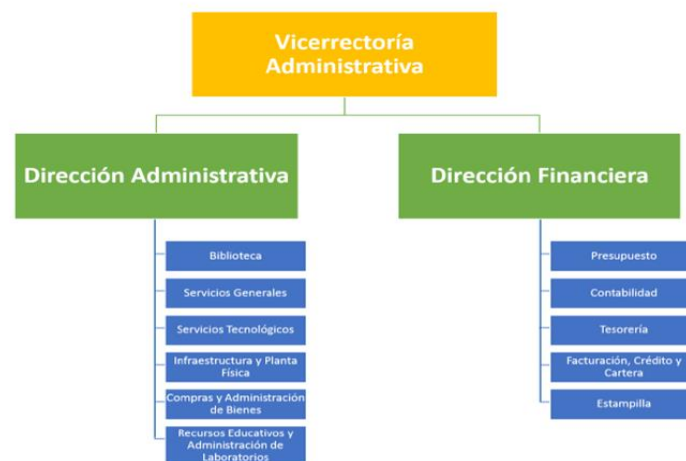 Vicerrectoría
Administrativa
Dirección Administrativa
Dirección Financiera
Biblioteca
Servicios Generales
Servicios Tecnológicos
Infraestructura y Planta
Física
Compras y Administración
de Bienes
Recursos Educativos y
Administración de
Laboratorios
Presupuesto
Contabilidad
Tesorería
Facturación, Crédito y
Cartera
Estampilla